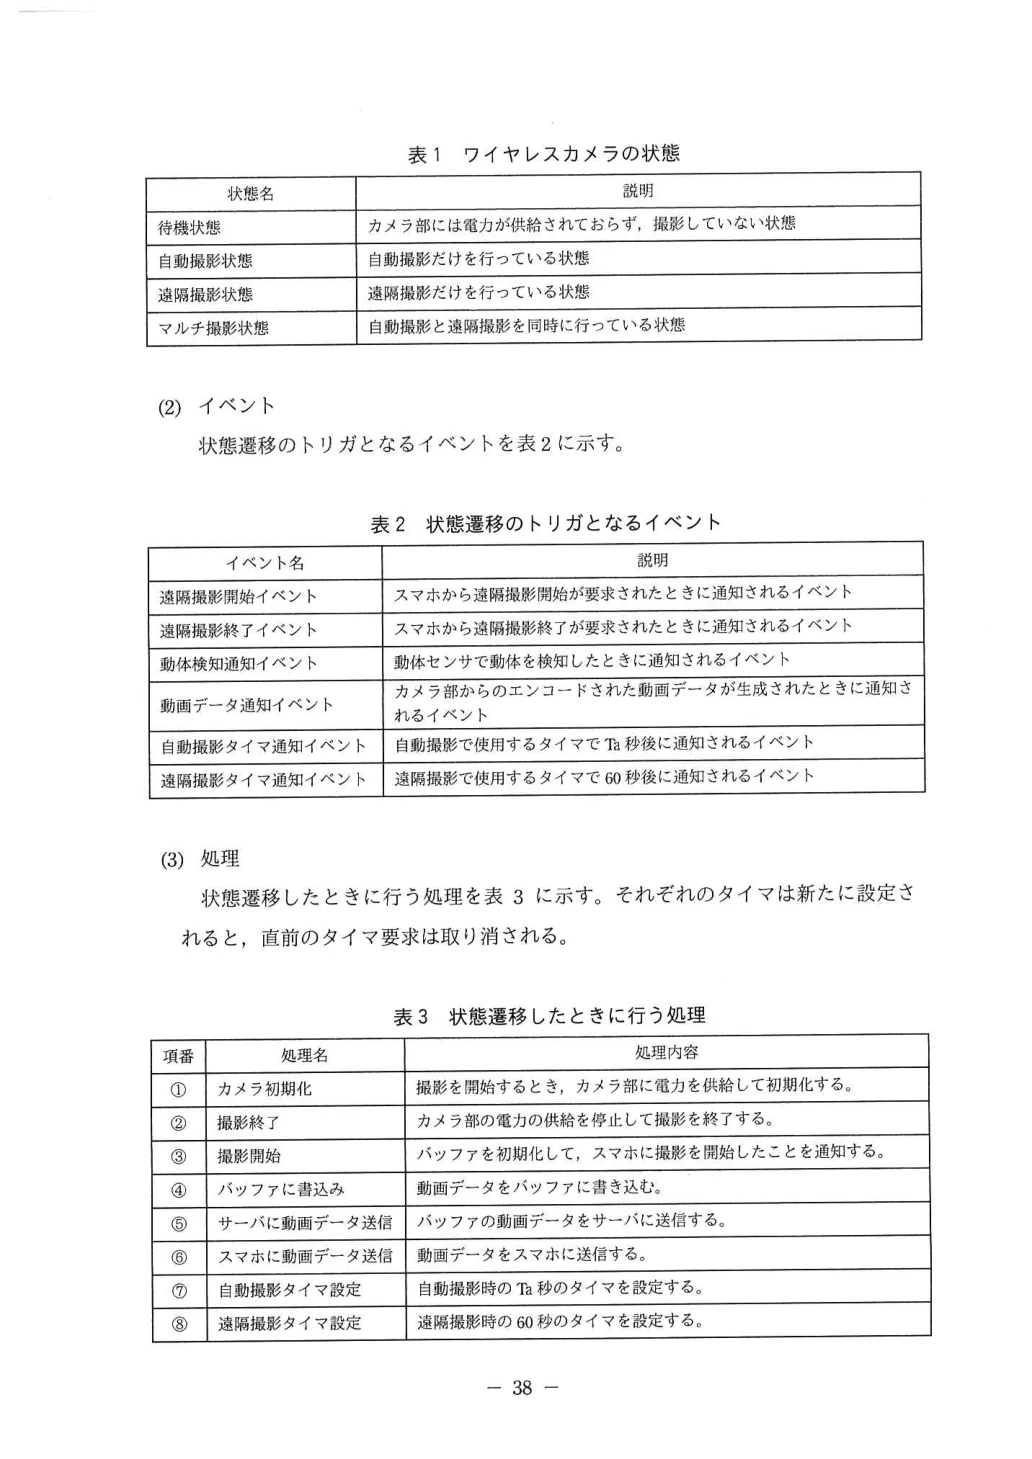 表1 ワイヤレスカメラの状態
状態名 説明
待機状態 カメラ部には電力が供給されておらず，撮影していない状態
自動撮影状態 自動撮影だけを行っている状態
遠隔撮影状態 遠隔撮影だけを行っている状態
マルチ撮影状態 自動撮影と遠隔撮影を同時に行っている状態
(2) イベント
状態遷移のトリガとなるイベントを表2に示す。
表2 状態遷移のトリガとなるイベント
イベント名 説明
遠隔撮影開始イベント スマホから遠隔撮影開始が要求されたときに通知されるイベント
遠隔撮影終了イベント スマホから遠隔撮影終了が要求されたときに通知されるイベント
動体検知通知イベント 動体センサで動体を検知したときに通知されるイベント
動画データ通知イベント カメラ部からのエンコードされた動画データが生成されたときに通知さ
れるイベント
自動撮影タイマ通知イベント 自動撮影で使用するタイマで Ta 秒後に通知されるイベント
遠隔撮影タイマ通知イベント 遠隔撮影で使用するタイマで 60 秒後に通知されるイベント
(3) 処理
状態遷移したときに行う処理を表 3 に示す。それぞれのタイマは新たに設定さ
れると，直前のタイマ要求は取り消される。
表3 状態遷移したときに行う処理
項番 処理名 処理内容
① カメラ初期化 撮影を開始するとき，カメラ部に電力を供給して初期化する。
② 撮影終了 カメラ部の電力の供給を停止して撮影を終了する。
③ 撮影開始 バッファを初期化して，スマホに撮影を開始したことを通知する。
④ バッファに書込み 動画データをバッファに書き込む。
⑤ サーバに動画データ送信 バッファの動画データをサーバに送信する。
⑥ スマホに動画データ送信 動画データをスマホに送信する。
⑦ 自動撮影タイマ設定 自動撮影時の Ta 秒のタイマを設定する。
⑧ 遠隔撮影タイマ設定 遠隔撮影時の 60 秒のタイマを設定する。
－ 38 －